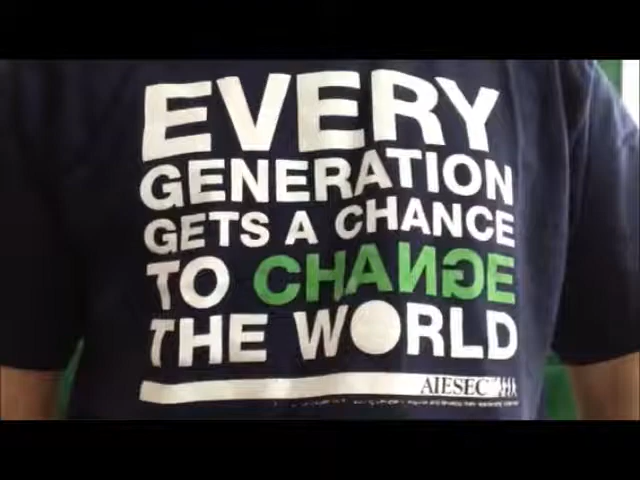 EVERY
GENERATION
GETS A CHANCE
TO CHANGE
THE WORLD
AIESEC